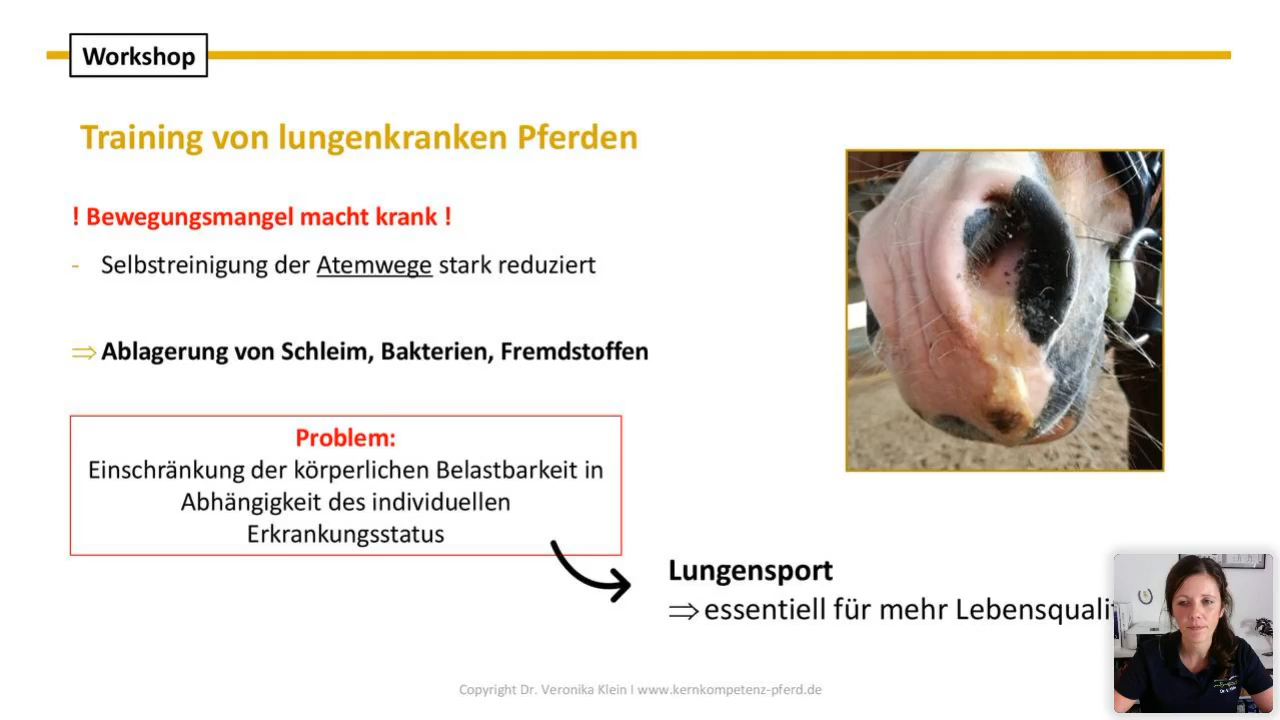 Workshop
Training von lungenkranken Pferden
! Bewegungsmangel macht krank !
- Selbstreinigung der Atemwege stark reduziert
⇒ Ablagerung von Schleim, Bakterien, Fremdstoffen
Problem:
Einschränkung der körperlichen Belastbarkeit in
Abhängigkeit des individuellen
Erkrankungsstatus
Lungensport
⇒ essentiell für mehr
Copyright Dr. Veronika Klein I www.kernkompetenz-pferd.de